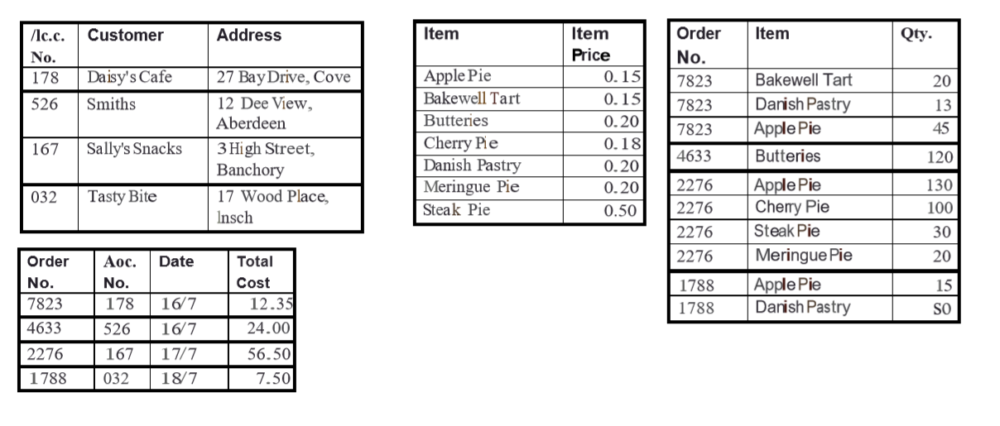 /lc.c. No. Customer Address
178 Daisy's Cafe 27 Bay Drive, Cove
526 Smiths 12 Dee View, Aberdeen
167 Sally's Snacks 3 High Street, Banchory
032 Tasty Bite 17 Wood Place, lnsch
Order No. Aoc. No. Date Total Cost
7823 178 16/7 12.35
4633 526 16/7 24.00
2276 167 17/7 56.50
1788 032 18/7 7.50
Item Item Price
Apple Pie 0.15
Bakewell Tart 0.15
Butteries 0.20
Cherry Pie 0.18
Danish Pastry 0.20
Meringue Pie 0.20
Steak Pie 0.50
Order No. Item Qty.
7823 Bakewell Tart 20
7823 Danish Pastry 13
7823 Apple Pie 45
4633 Butteries 120
2276 Apple Pie 130
2276 Cherry Pie 100
2276 Steak Pie 30
2276 Meringue Pie 20
1788 Apple Pie 15
1788 Danish Pastry SO